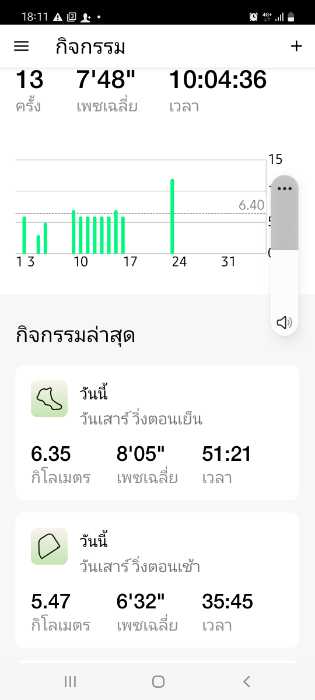 18:11
กิจกรรม
13 7'48" 10:04:36
ครั้ง เพซเฉลี่ย เวลา
15
6.40
1 3 10 17 24 31
กิจกรรมล่าสุด
วันนี้
วันเสาร์ วิ่งตอนเย็น
6.35 8'05" 51:21
กิโลเมตร เพซเฉลี่ย เวลา
วันนี้
วันเสาร์ วิ่งตอนเช้า
5.47 6'32" 35:45
กิโลเมตร เพซเฉลี่ย เวลา